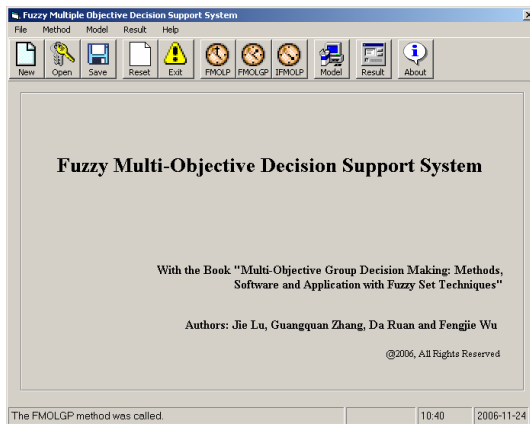 Fuzzy Multiple Objective Decision Support System
File Method Model Result Help
New Open Save Reset Exit FMOLP FMOLGP IFMOLP Model Result About
Fuzzy Multi-Objective Decision Support System
With the Book "Multi-Objective Group Decision Making: Methods,
Software and Application with Fuzzy Set Techniques"
Authors: Jie Lu, Guangquan Zhang, Da Ruan and Fengjie Wu
@2006, All Rights Reserved
The FMOLGP method was called. 10:40 2006-11-24